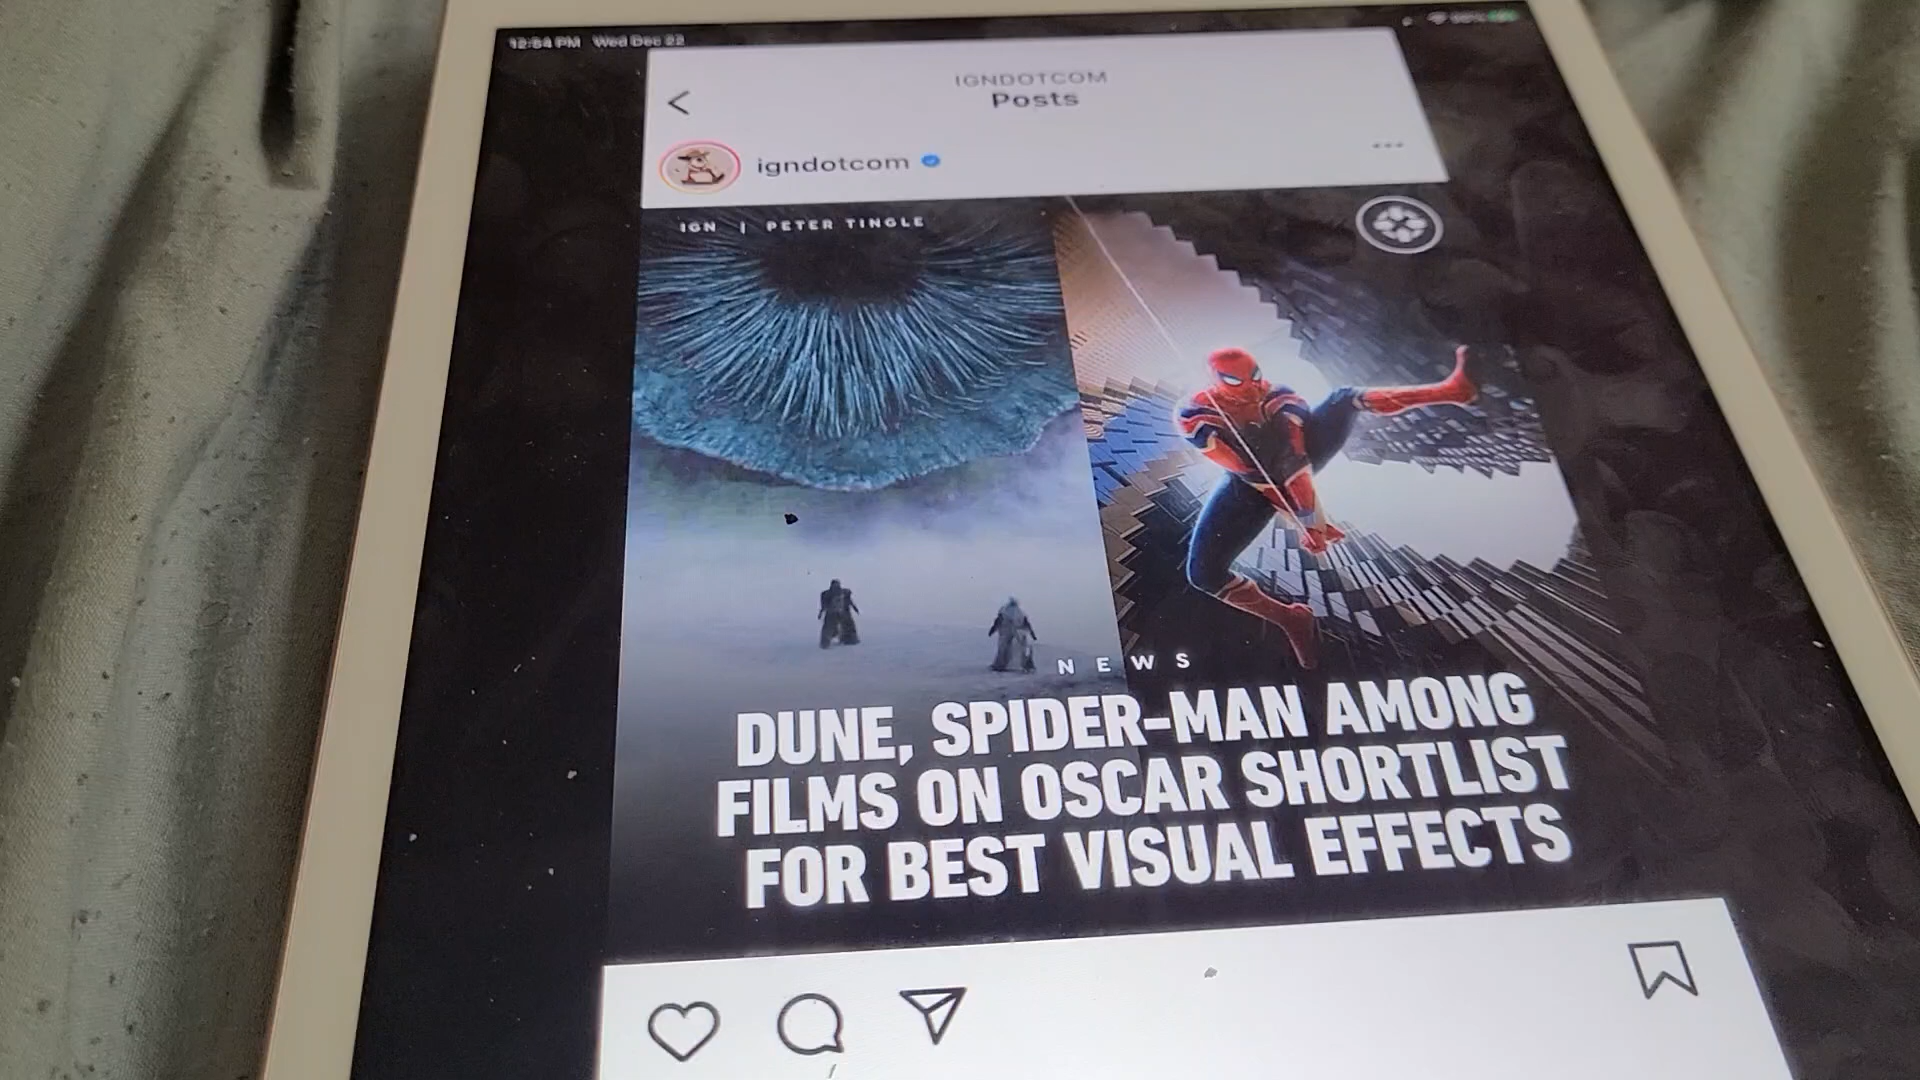 12:54 PM Wed Dec 22
IGNDOTCOM
Posts
igndotcom
IGN | PETER TINGLE
NEWS
DUNE, SPIDER-MAN AMONG
FILMS ON OSCAR SHORTLIST
FOR BEST VISUAL EFFECTS